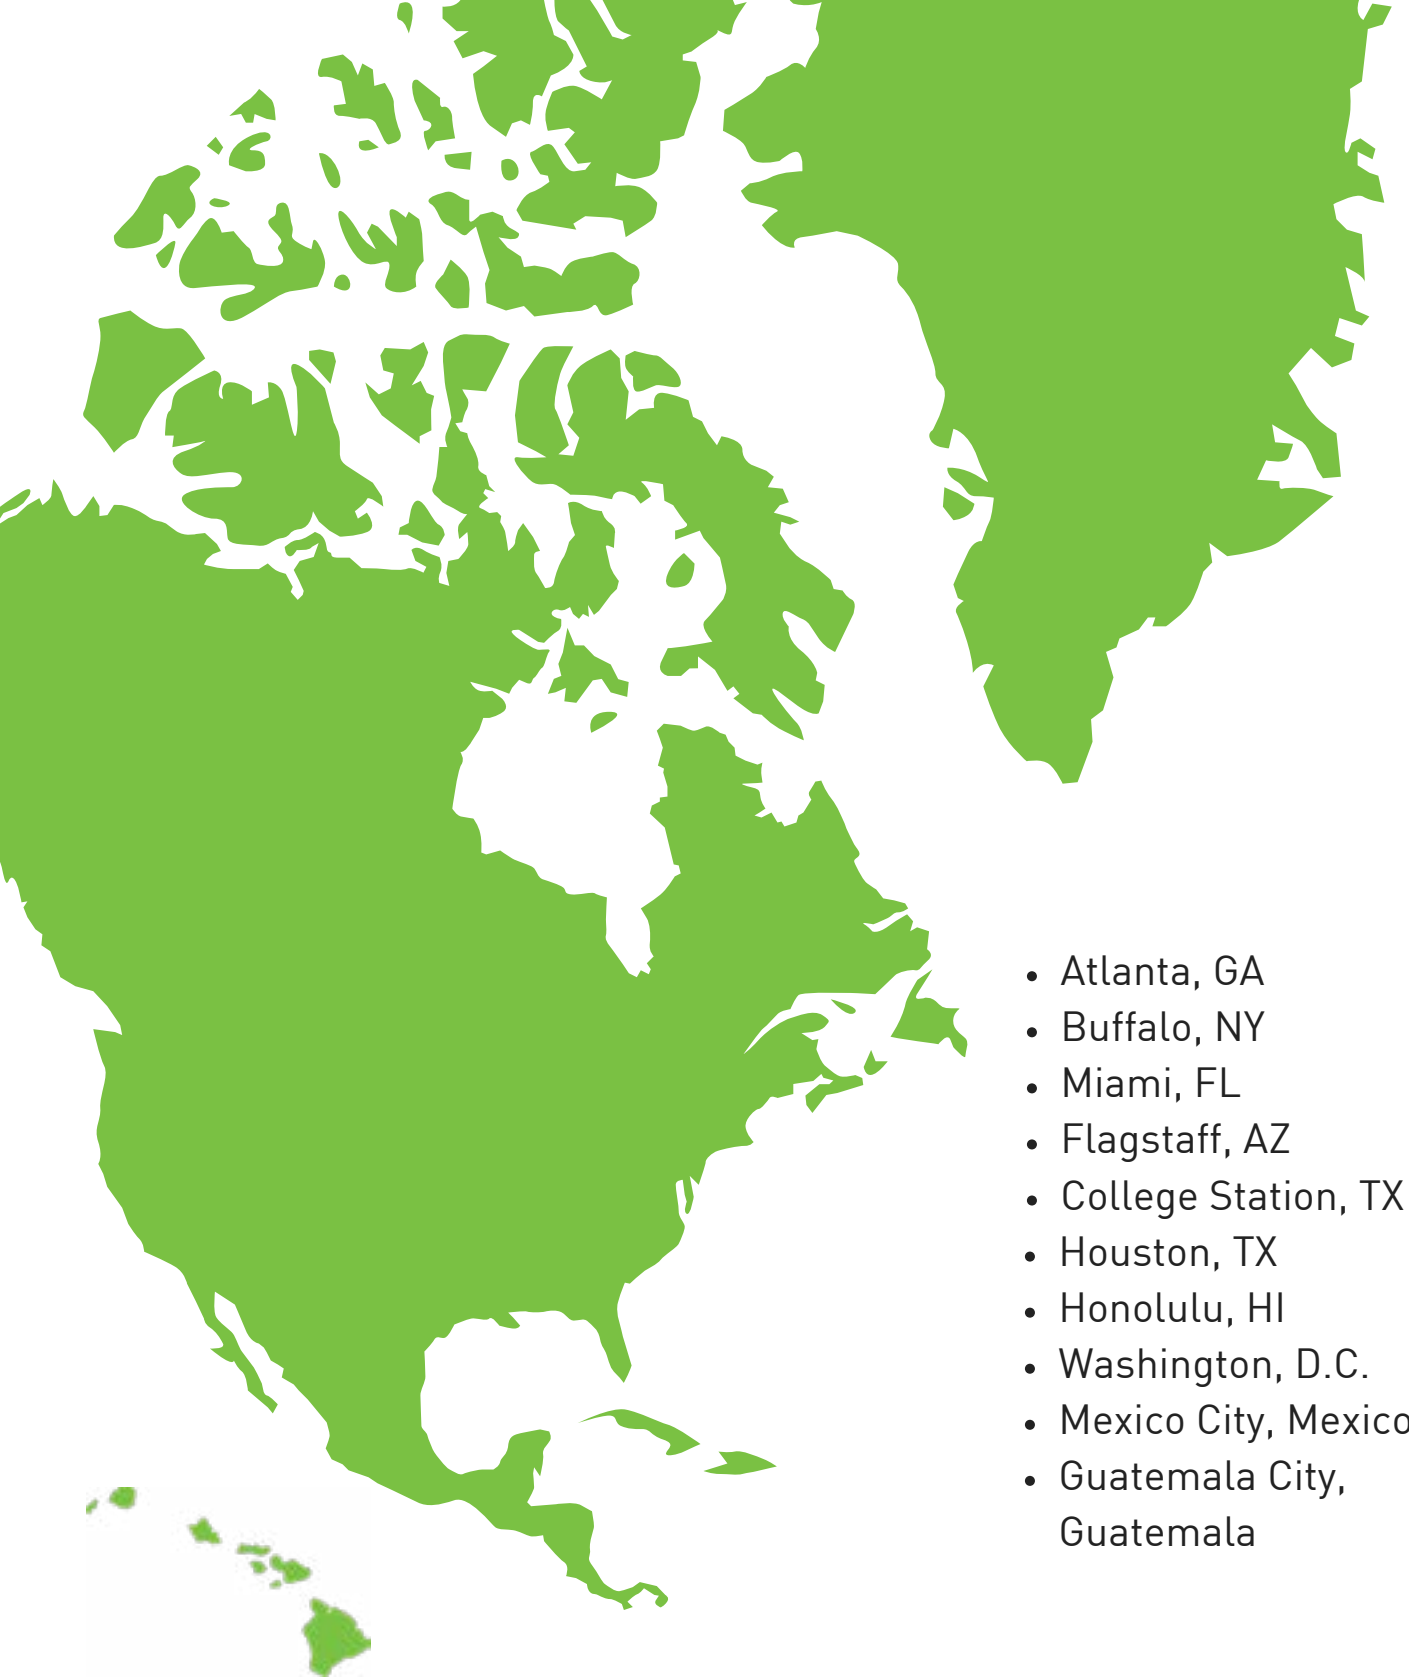 • Atlanta, GA
• Buffalo, NY
• Miami, FL
• Flagstaff, AZ
• College Station, TX
• Houston, TX
• Honolulu, HI
• Washington, D.C.
• Mexico City, Mexico
• Guatemala City,
Guatemala